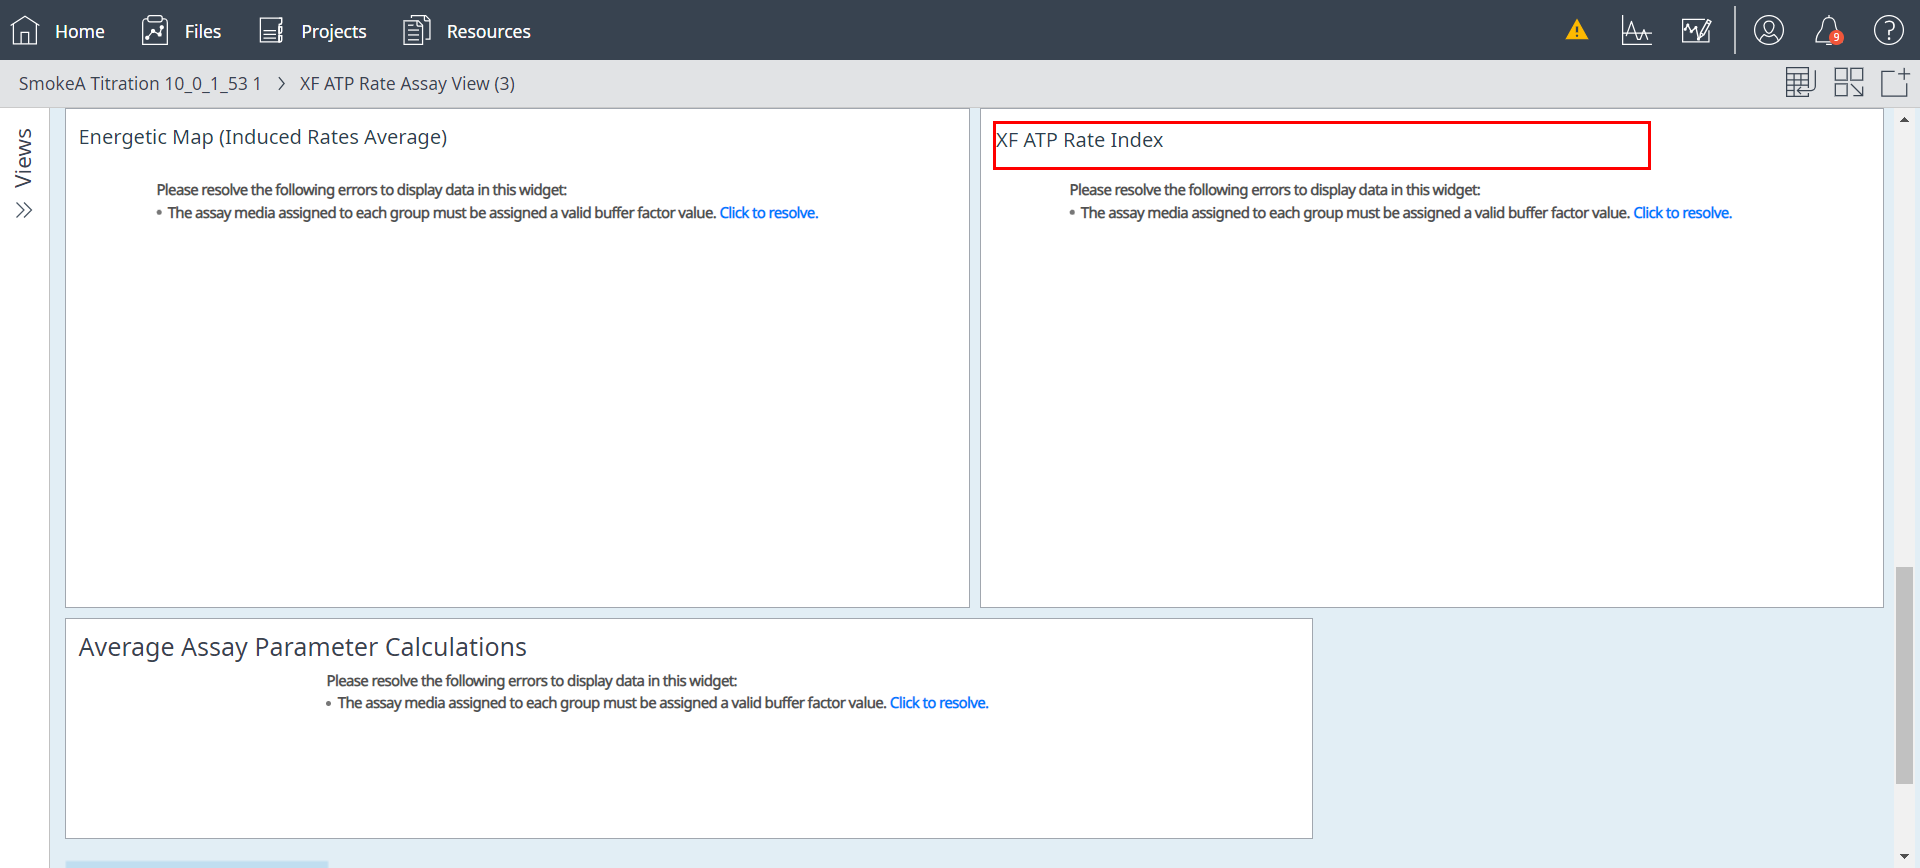 Home
Files
Projects
Resources
9
?
SmokeA Titration 10_0_1_53 1 > XF ATP Rate Assay View (3)
Views
Energetic Map (Induced Rates Average)
Please resolve the following errors to display data in this widget:
• The assay media assigned to each group must be assigned a valid buffer factor value. Click to resolve.
XF ATP Rate Index
Please resolve the following errors to display data in this widget:
• The assay media assigned to each group must be assigned a valid buffer factor value. Click to resolve.
Average Assay Parameter Calculations
Please resolve the following errors to display data in this widget:
• The assay media assigned to each group must be assigned a valid buffer factor value. Click to resolve.